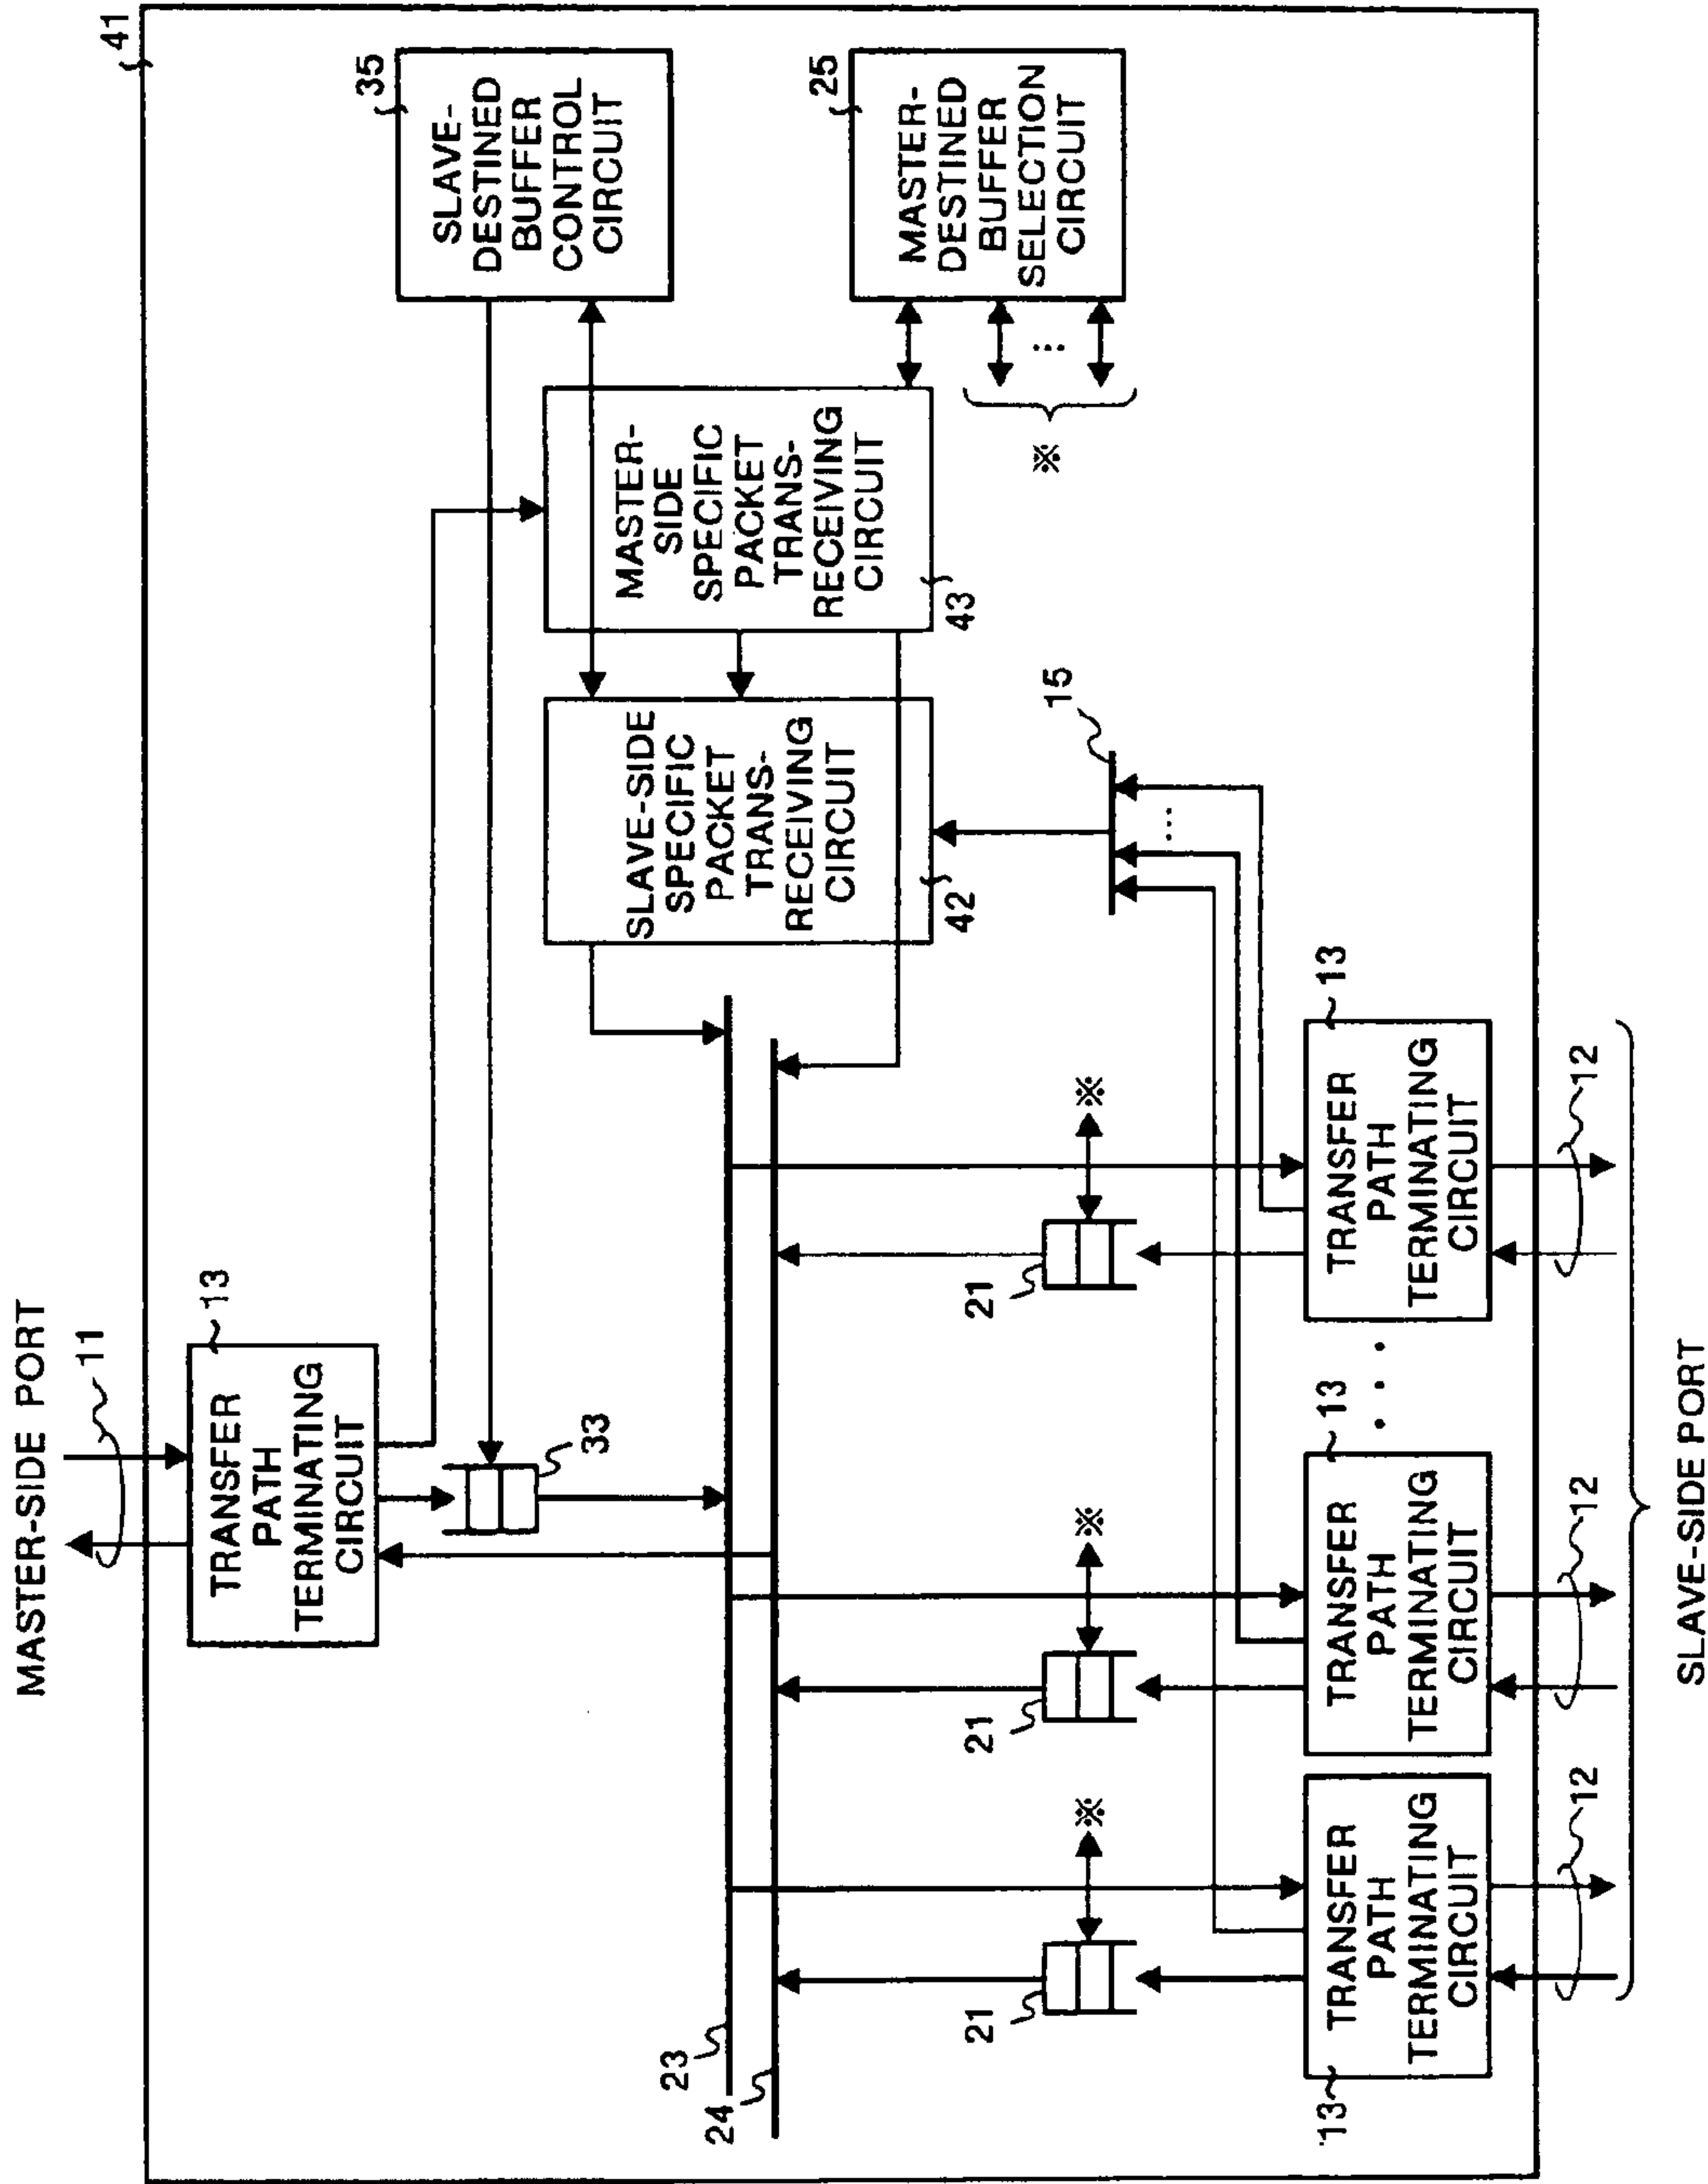 MASTER-SIDE PORT
11
41
13
TRANSFER
PATH
TERMINATING
CIRCUIT
33
35
SLAVE-
DESTINED
BUFFER
CONTROL
CIRCUIT
25
MASTER-
DESTINED
BUFFER
SELECTION
CIRCUIT
※
MASTER-
SIDE
SPECIFIC
PACKET
TRANS-
RECEIVING
CIRCUIT
43
SLAVE-SIDE
SPECIFIC
PACKET
TRANS-
RECEIVING
CIRCUIT
42
15
23
24
21
※
21
※
21
※
13
TRANSFER
PATH
TERMINATING
CIRCUIT
12
13
TRANSFER
PATH
TERMINATING
CIRCUIT
12
13
TRANSFER
PATH
TERMINATING
CIRCUIT
12
SLAVE-SIDE PORT